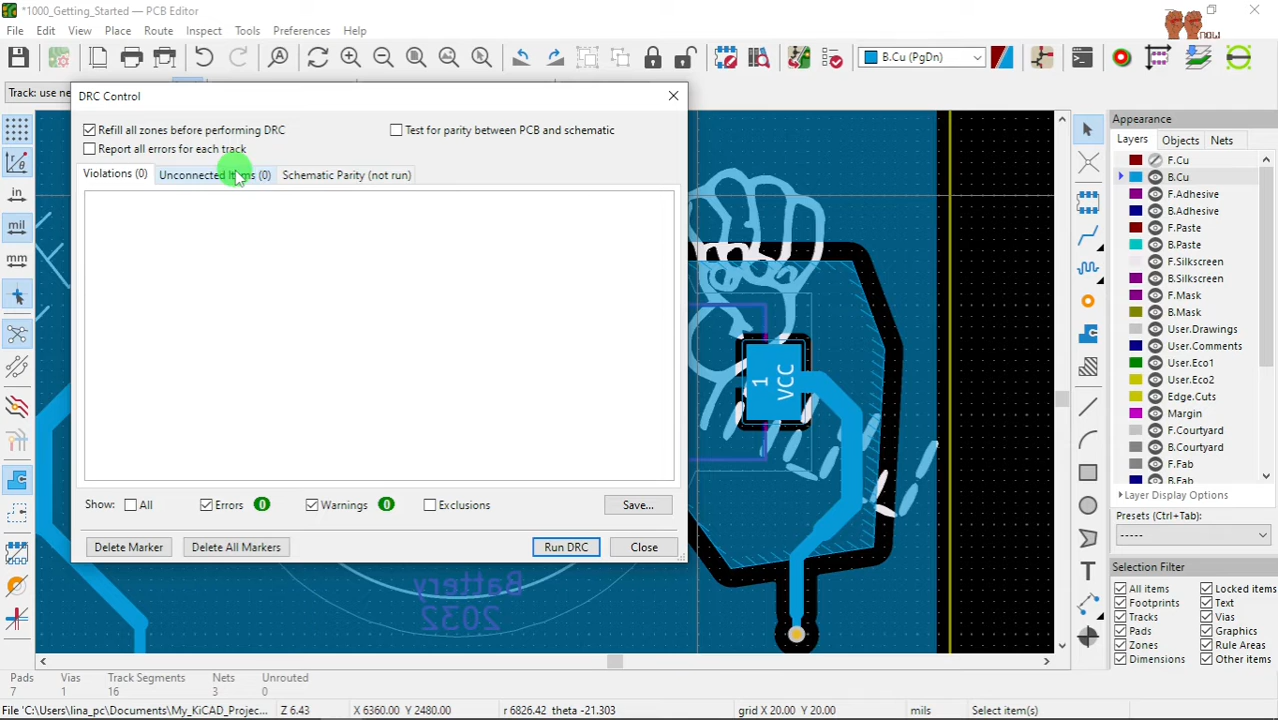 *1000_Getting_Started — PCB Editor
now
File Edit View Place Route Inspect Tools Preferences Help
B.Cu (PgDn)
Track: use ne
DRC Control
Refill all zones before performing DRC
Test for parity between PCB and schematic
Report all errors for each track
Violations (0) Unconnected Items (0) Schematic Parity (not run)
Show: All Errors 0 Warnings 0 Exclusions Save...
Delete Marker Delete All Markers Run DRC Close
in
mil
mm
1
VCC
Battery
2032
Appearance
Layers Objects Nets
F.Cu
B.Cu
F.Adhesive
B.Adhesive
F.Paste
B.Paste
F.Silkscreen
B.Silkscreen
F.Mask
B.Mask
User.Drawings
User.Comments
User.Eco1
User.Eco2
Edge.Cuts
Margin
F.Courtyard
B.Courtyard
F.Fab
B.Fab
Layer Display Options
Presets (Ctrl+Tab):
-----
Selection Filter
All items Locked items
Footprints Text
Tracks Vias
Pads Graphics
Zones Rule Areas
Dimensions Other items
Pads Vias Track Segments Nets Unrouted
7 1 16 3 0
File 'C:\Users\lina_pc\Documents\My_KiCAD_Projec... Z 6.43 X 6360.00 Y 2480.00 r 6826.42 theta -21.303 grid X 20.00 Y 20.00 mils Select item(s)